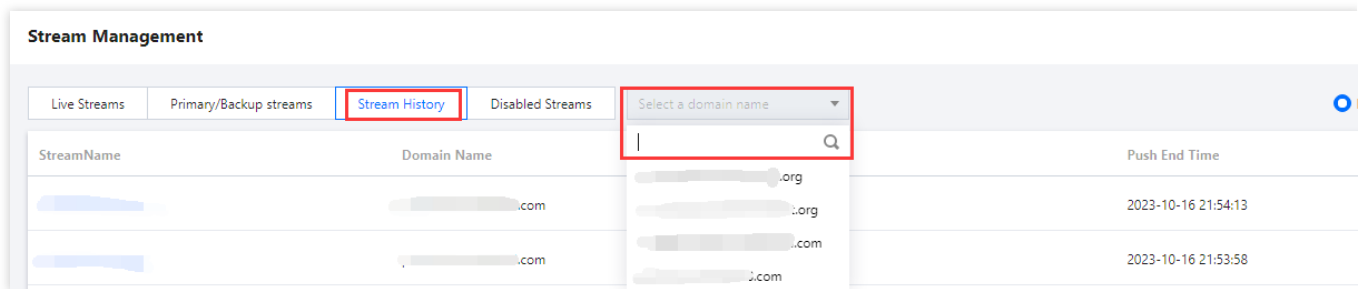 Stream Management
Live Streams Primary/Backup streams Stream History Disabled Streams Select a domain name
StreamName Domain Name Push End Time
.org
.com 2023-10-16 21:54:13
.org
.com
.com 2023-10-16 21:53:58
.com